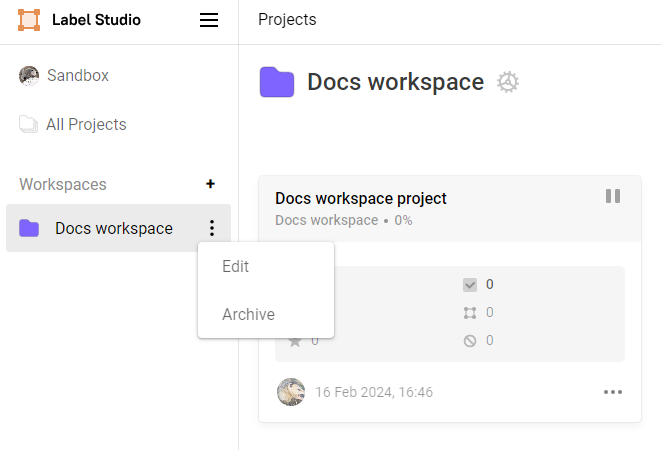 Label Studio
Projects
Sandbox
Docs workspace
All Projects
Workspaces +
Docs workspace
Edit
Archive
Docs workspace project
Docs workspace • 0%
0
0
0
0
16 Feb 2024, 16:46